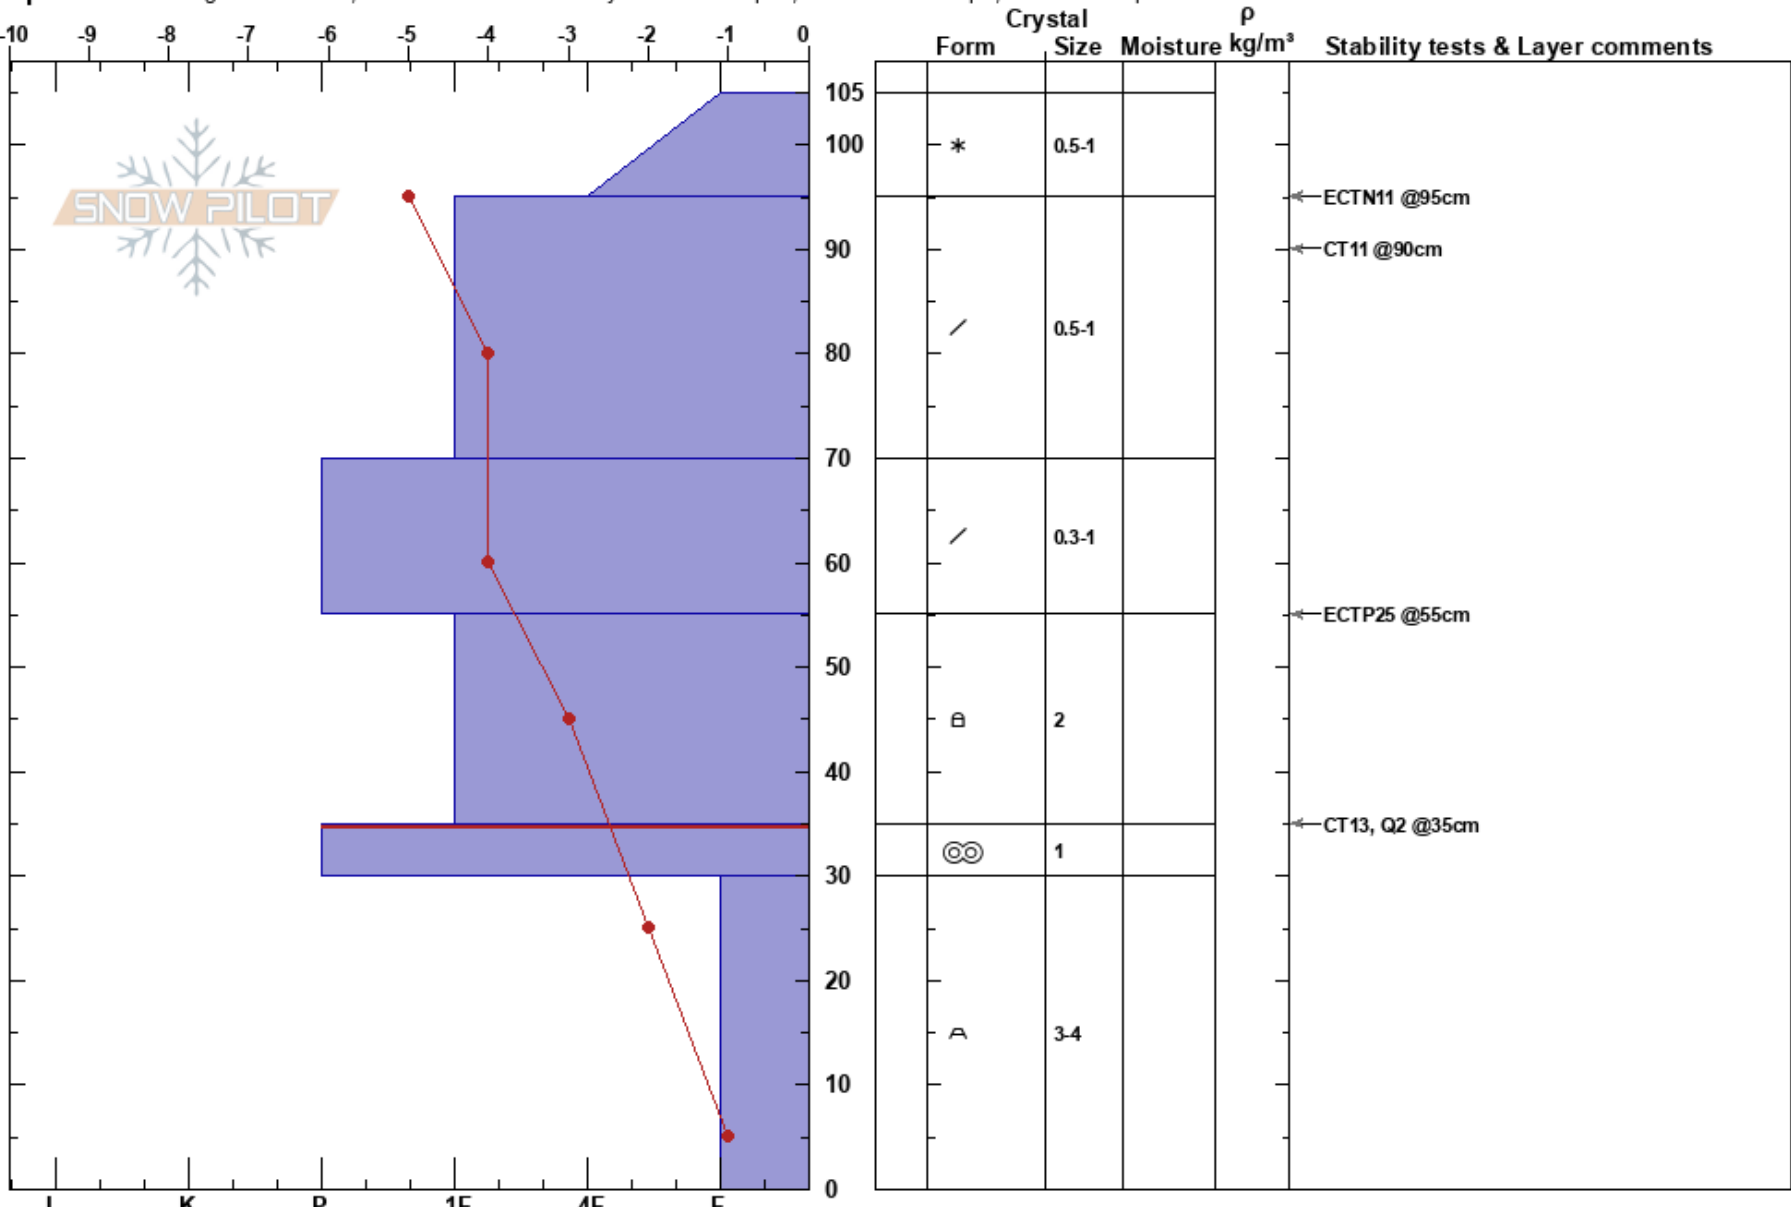 -10 -9 -8 -7 -6 -5 -4 -3 -2 -1 0
Crystal ρ
Form Size Moisture kg/m³ Stability tests & Layer comments
105
100 * 0.5-1
SNOW PILOT
ECTN11 @95cm
90 CT11 @90cm
0.5-1
80
70
0.3-1
60
ECTP25 @55cm
50
2
40
CT13, Q2 @35cm
1
30
20
3-4
10
0
I K P 1F 4F F